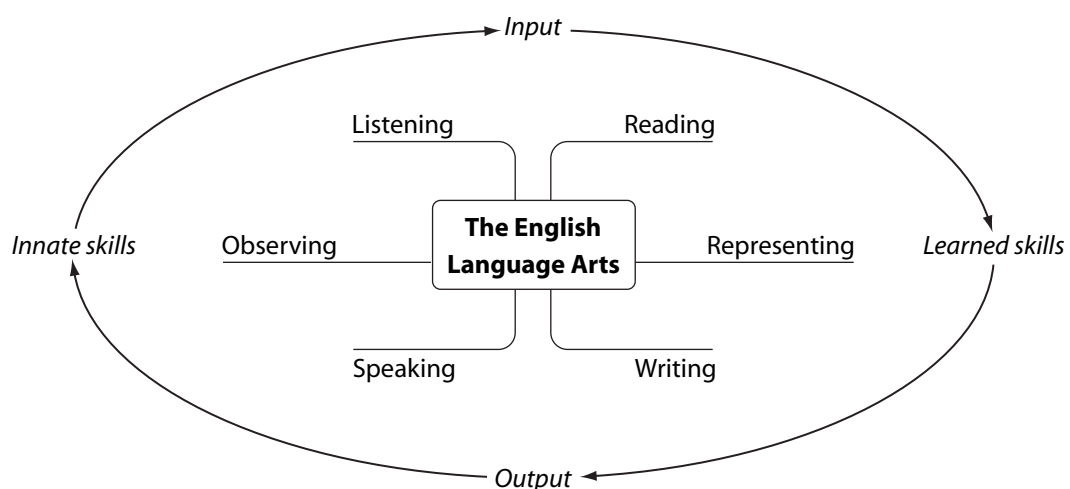 Input
Listening
Reading
The English
Language Arts
Innate skills
Observing
Representing
Learned skills
Speaking
Writing
Output